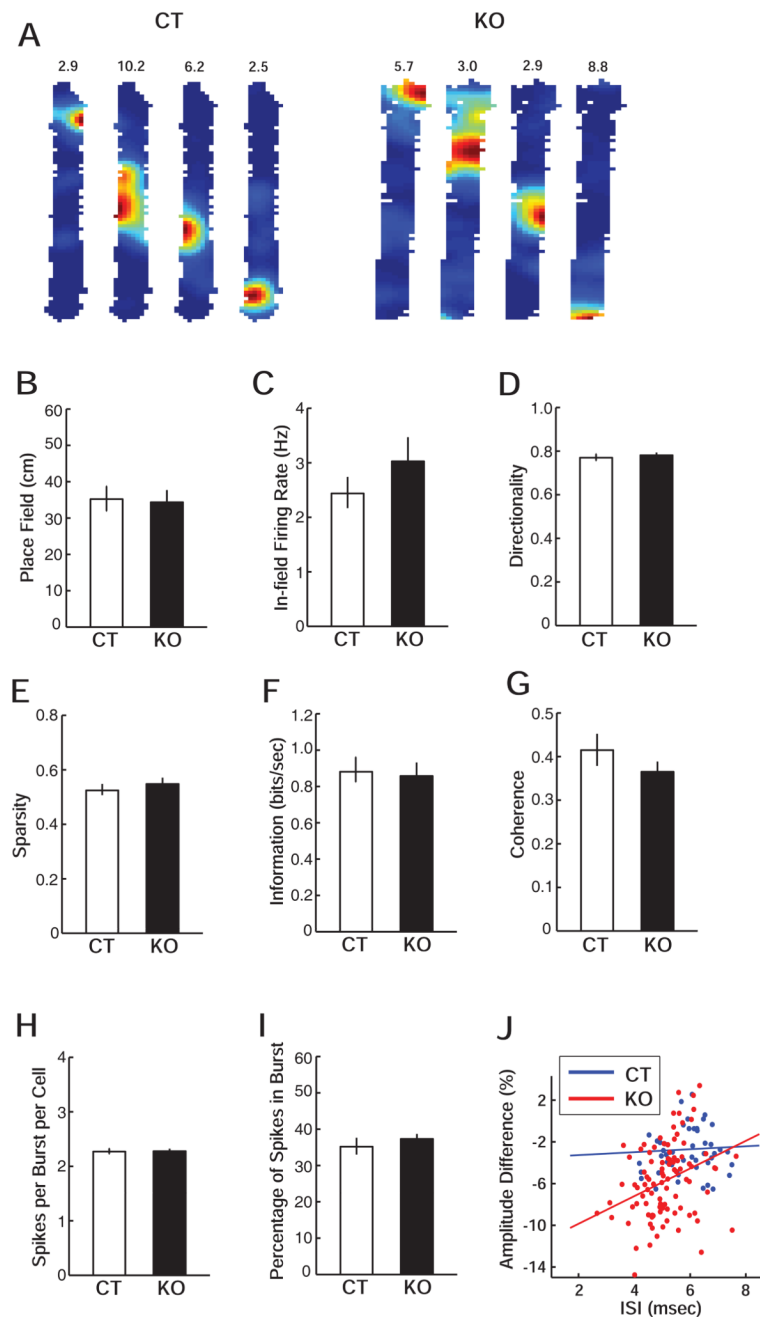 CT KO
A
2.9 10.2 6.2 2.5 5.7 3.0 2.9 8.8
B
Place Field (cm)
60
50
40
30
20
10
0
CT KO
C
In-field Firing Rate (Hz)
4
3
2
1
0
CT KO
D
Directionality
1.0
0.8
0.6
0.4
0.2
0
CT KO
E
Sparsity
0.8
0.6
0.4
0.2
0
CT KO
F
Information (bits/sec)
1.2
1.0
0.8
0.6
0.4
0.2
0
CT KO
G
Coherence
0.5
0.4
0.3
0.2
0.1
0
CT KO
H
Spikes per Burst per Cell
4
3
2
1
0
CT KO
I
Percentage of Spikes in Burst
60
50
40
30
20
10
0
CT KO
J
CT
KO
Amplitude Difference (%)
2
-2
-6
-10
-14
2 4 6 8
ISI (msec)